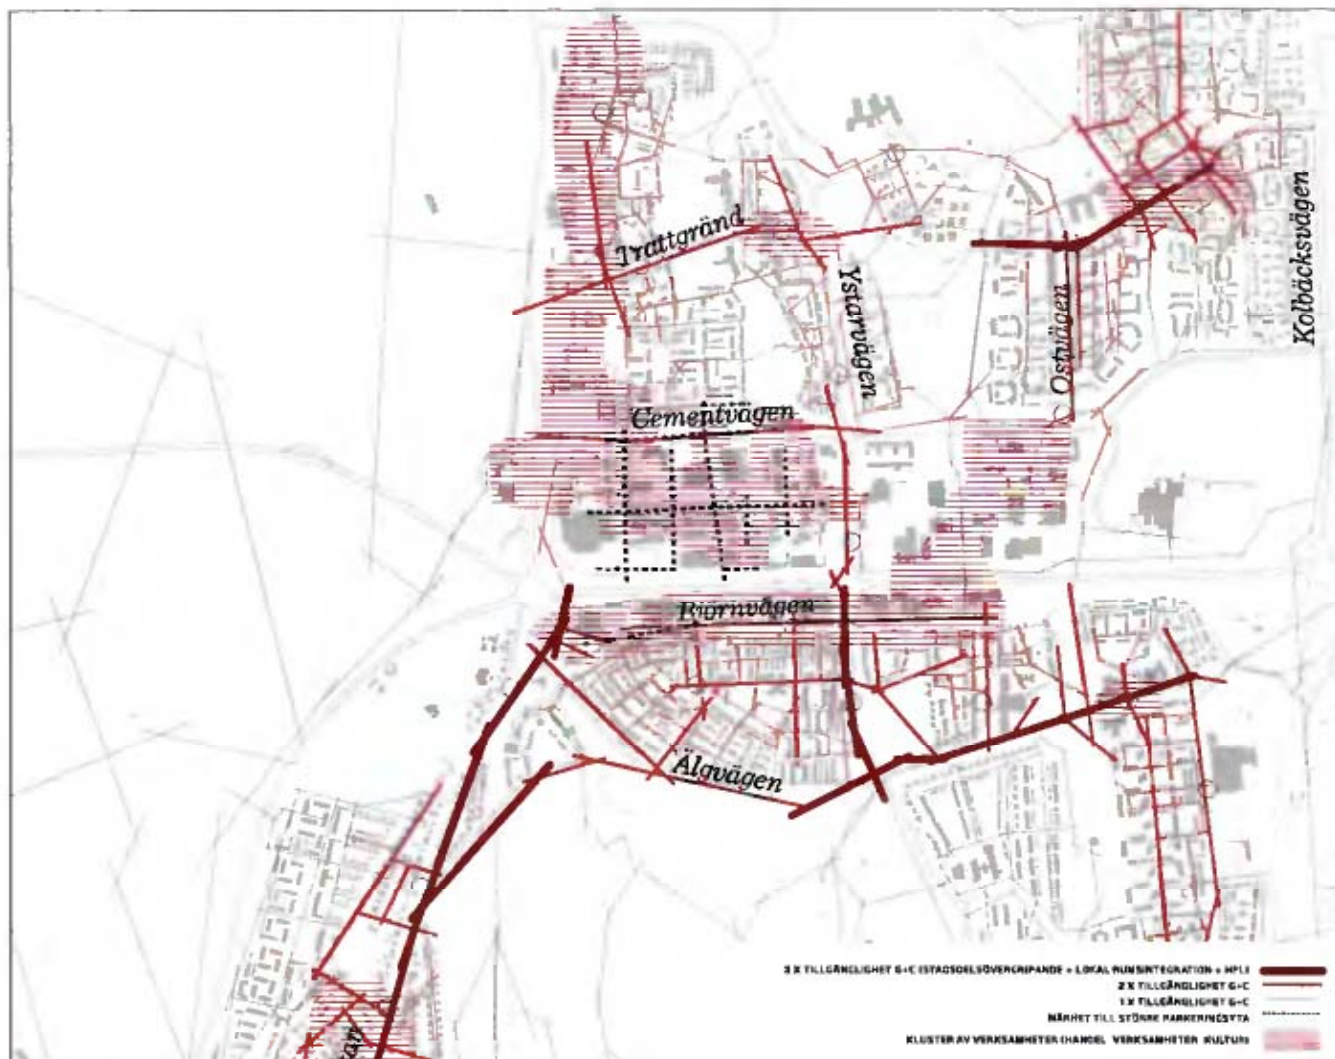 Trattgränd
Ystarvägen
Ostvägen
Kolbäcksvägen
Cementvägen
Björnvägen
Älgvägen
3 X TILLGÄNGLIGHET G+C (STADSDELSÖVERGRIPANDE + LOKAL RUMSINTEGRATION + HPL)
2 X TILLGÄNGLIGHET G+C
1 X TILLGÄNGLIGHET G+C
NÄRHET TILL STÖRRE PARKERINGSYTA
KLUSTER AV VERKSAMHETER (HANDEL VERKSAMHETER KULTUR)